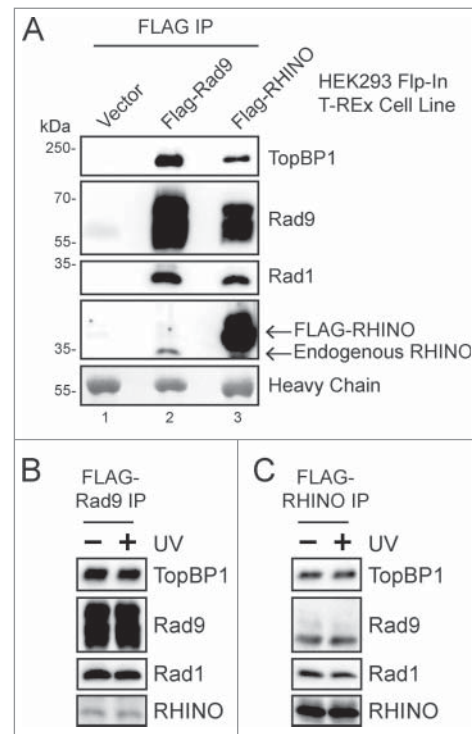 A
FLAG IP
Vector
Flag-Rad9
Flag-RHINO
HEK293 Flp-In
T-REx Cell Line
kDa
250-
TopBP1
70-
Rad9
55-
35-
Rad1
←FLAG-RHINO
35-
←Endogenous RHINO
55-
Heavy Chain
1 2 3
B
FLAG-
Rad9 IP
− + UV
TopBP1
Rad9
Rad1
RHINO
C
FLAG-
RHINO IP
− + UV
TopBP1
Rad9
Rad1
RHINO